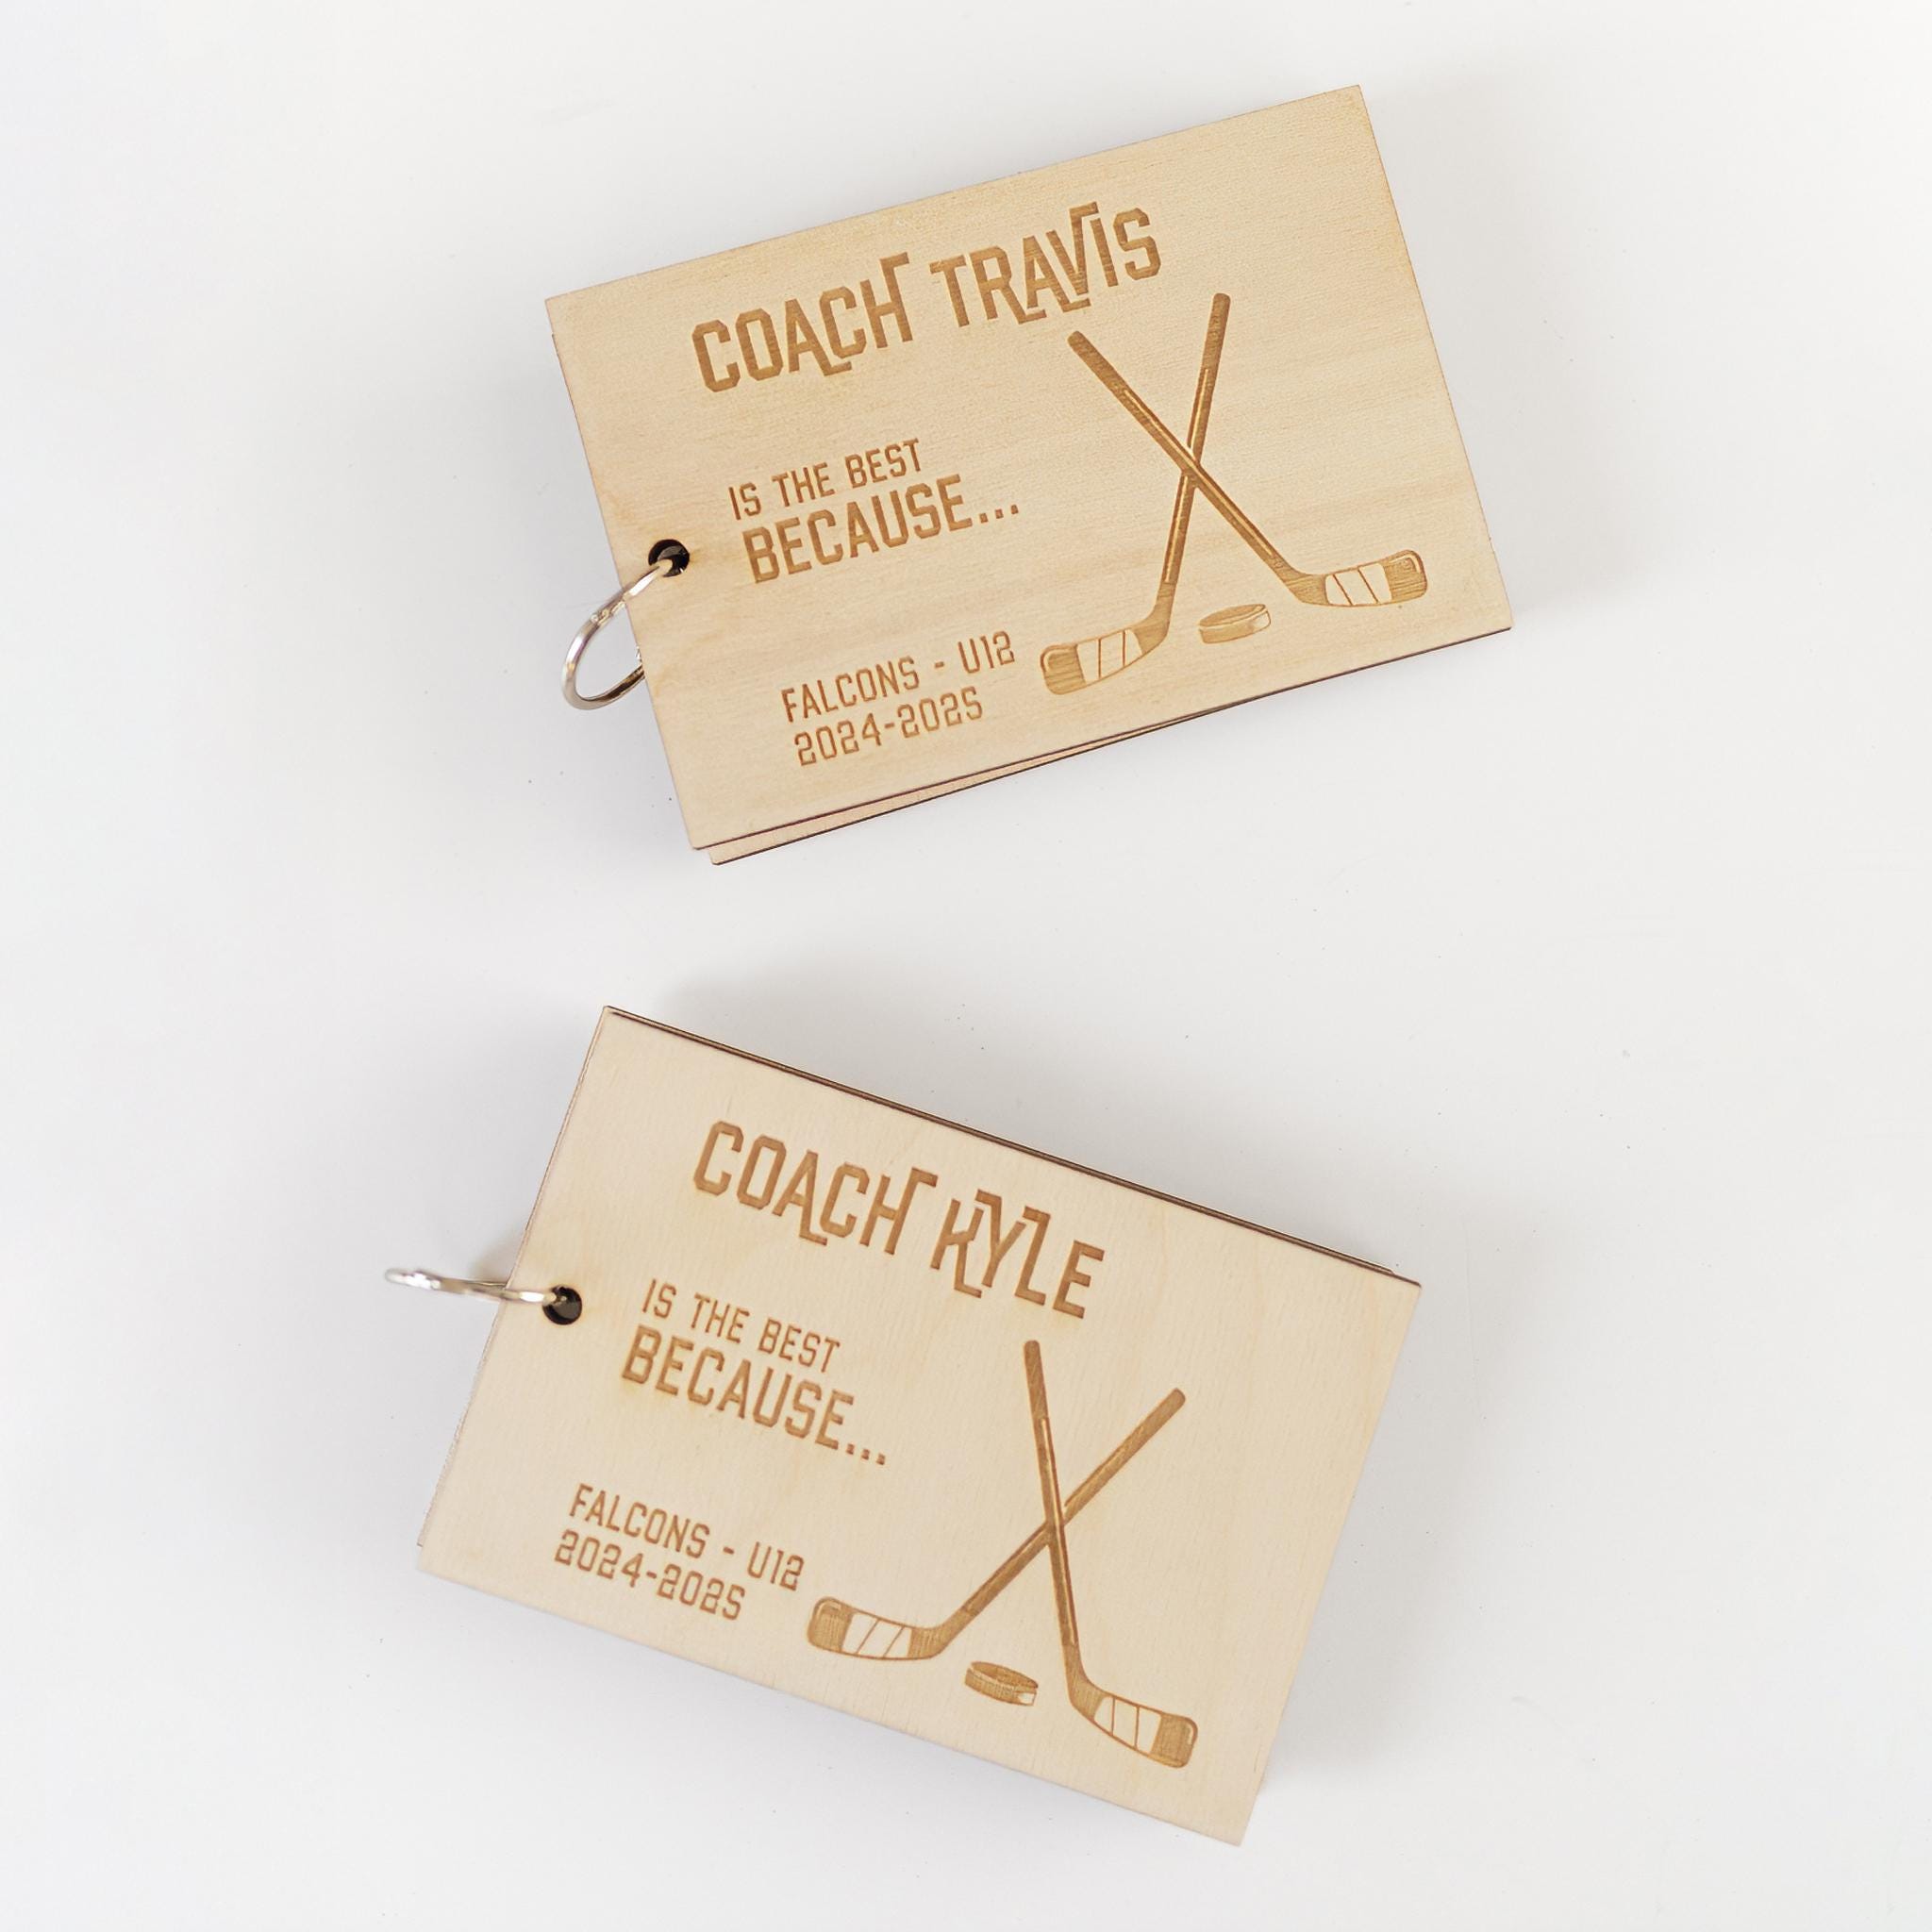 COACH TRAVIS
IS THE BEST
BECAUSE...
FALCONS - U12
2024-2025
COACH KYLE
IS THE BEST
BECAUSE...
FALCONS - U12
2024-2025